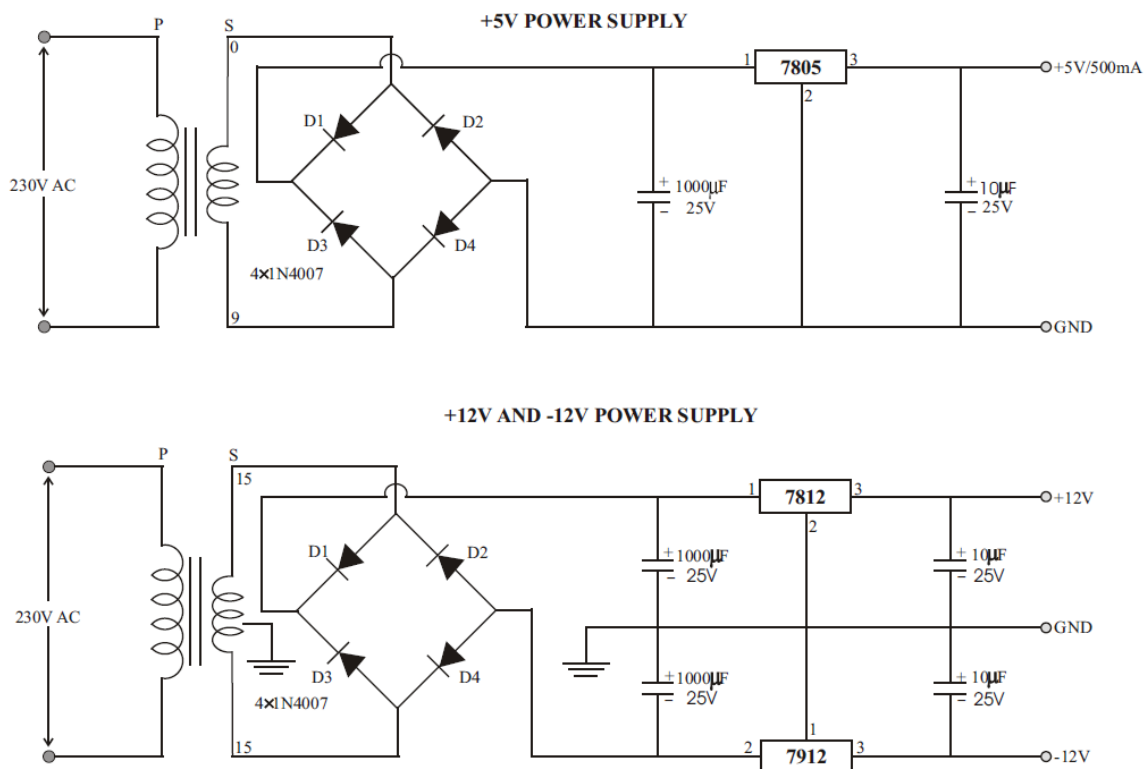 +5V POWER SUPPLY
P S
0
1 7805 3
+5V/500mA
2
D1 D2
230V AC
+ 1000µF
− 25V
+ 10µF
− 25V
D3 D4
4×1N4007
9
GND
+12V AND -12V POWER SUPPLY
P S
15
1 7812 3
+12V
2
D1 D2
+ 1000µF
− 25V
+ 10µF
− 25V
230V AC
GND
D3 D4
+ 1000µF
− 25V
+ 10µF
− 25V
4×1N4007
1
15
2 7912 3
-12V